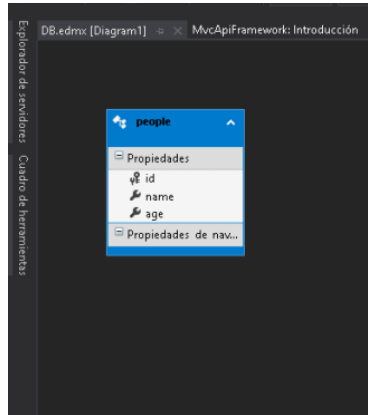 DB.edmx [Diagram1]
MvcApiFramework: Introducción
Explorador de servidores
Cuadro de herramientas
people
Propiedades
id
name
age
Propiedades de nav...